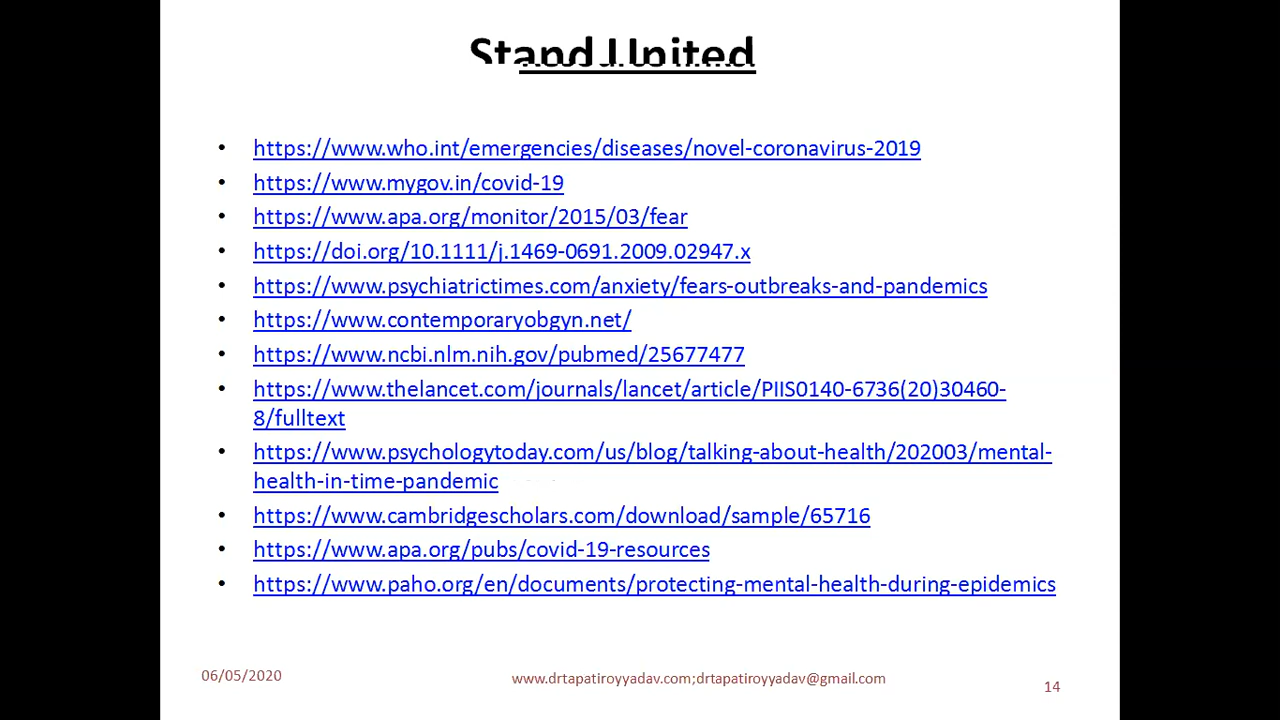 Stand United
• https://www.who.int/emergencies/diseases/novel-coronavirus-2019
• https://www.mygov.in/covid-19
• https://www.apa.org/monitor/2015/03/fear
• https://doi.org/10.1111/j.1469-0691.2009.02947.x
• https://www.psychiatrictimes.com/anxiety/fears-outbreaks-and-pandemics
• https://www.contemporaryobgyn.net/
• https://www.ncbi.nlm.nih.gov/pubmed/25677477
• https://www.thelancet.com/journals/lancet/article/PIIS0140-6736(20)30460-
8/fulltext
• https://www.psychologytoday.com/us/blog/talking-about-health/202003/mental-
health-in-time-pandemic
• https://www.cambridgescholars.com/download/sample/65716
• https://www.apa.org/pubs/covid-19-resources
• https://www.paho.org/en/documents/protecting-mental-health-during-epidemics
06/05/2020
www.drtapatiroyyadav.com;drtapatiroyyadav@gmail.com
14